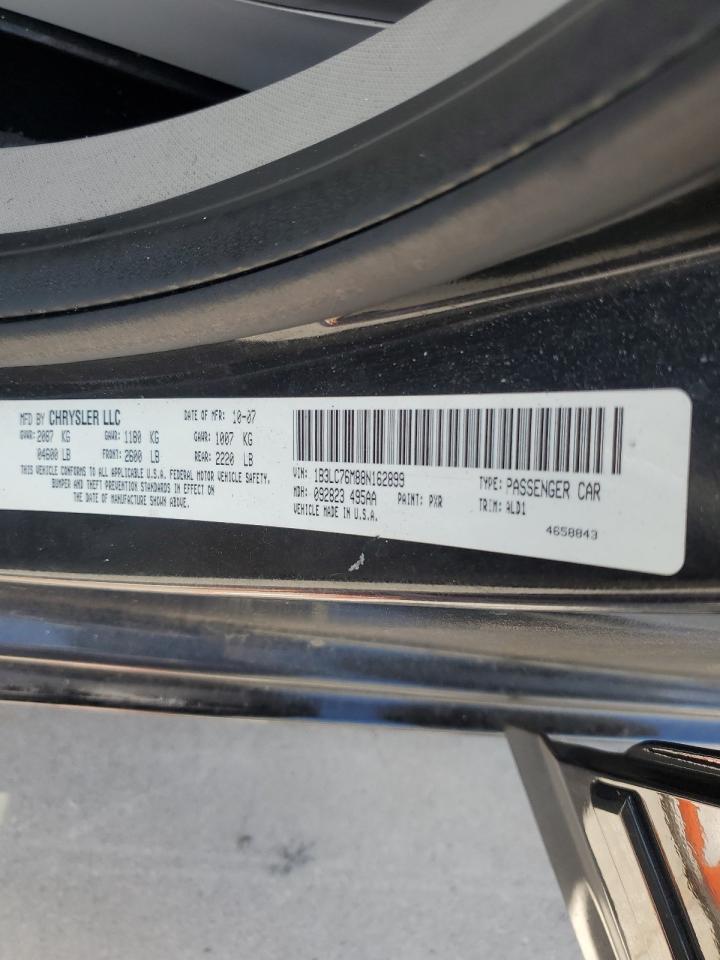 MFD BY CHRYSLER LLC DATE OF MFR: 10-07
GVWR: 2087 KG GAWR: 1180 KG GAWR: 1007 KG
04600 LB FRONT: 2600 LB REAR: 2220 LB
THIS VEHICLE CONFORMS TO ALL APPLICABLE U.S.A. FEDERAL MOTOR VEHICLE SAFETY,
BUMPER AND THEFT PREVENTION STANDARDS IN EFFECT ON
THE DATE OF MANUFACTURE SHOWN ABOVE.
VIN: 1B3LC76M88N162899 TYPE: PASSENGER CAR
MDH: 092823 495AA PAINT: PXR TRIM: ALD1
VEHICLE MADE IN U.S.A.
4658843